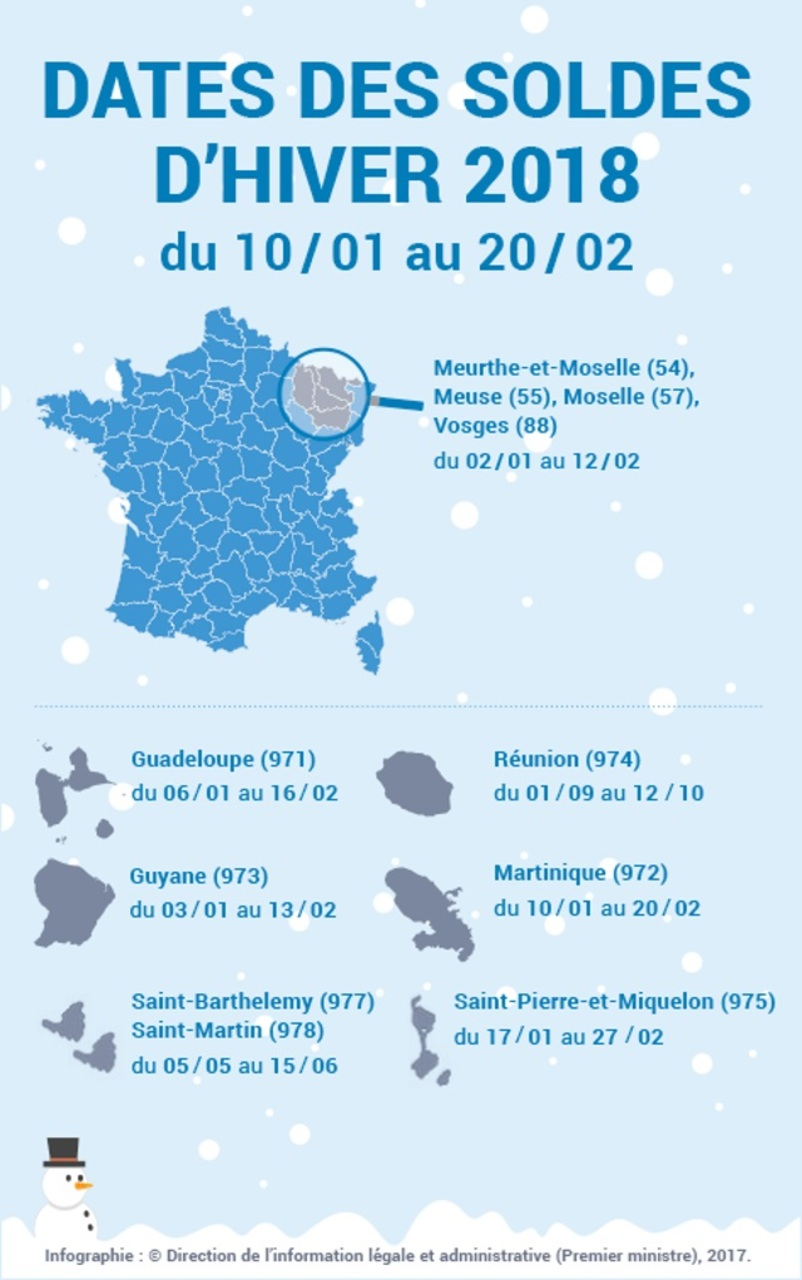 DATES DES SOLDES
D'HIVER 2018
du 10/01 au 20/02
Meurthe-et-Moselle (54),
Meuse (55), Moselle (57),
Vosges (88)
du 02/01 au 12/02
Guadeloupe (971)
du 06/01 au 16/02
Réunion (974)
du 01/09 au 12 /10
Guyane (973)
du 03/01 au 13/02
Martinique (972)
du 10/01 au 20/02
Saint-Barthelemy (977)
Saint-Martin (978)
du 05/05 au 15/06
Saint-Pierre-et-Miquelon (975)
du 17/01 au 27 /02
Infographie : © Direction de l'information légale et administrative (Premier ministre), 2017.